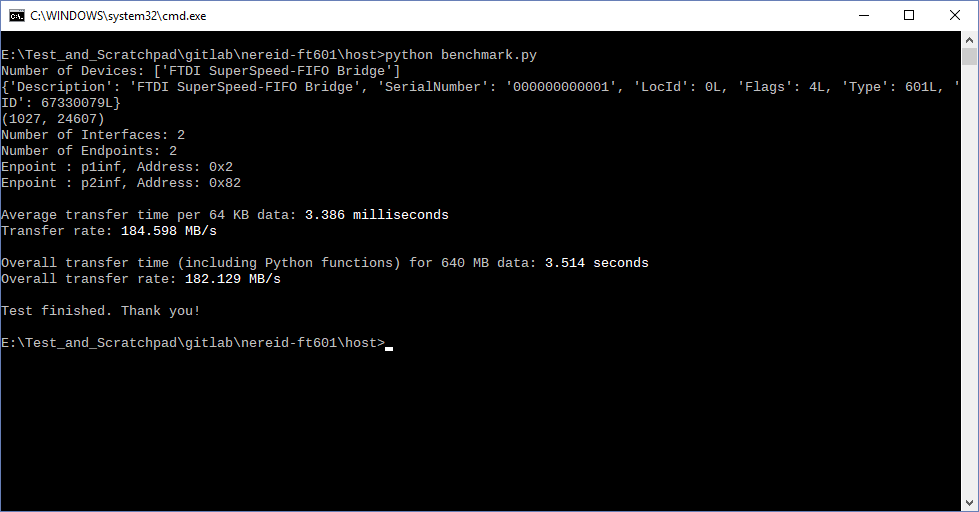 C:\WINDOWS\system32\cmd.exe
E:\Test_and_Scratchpad\gitlab\nereid-ft601\host>python benchmark.py
Number of Devices: ['FTDI SuperSpeed-FIFO Bridge']
{'Description': 'FTDI SuperSpeed-FIFO Bridge', 'SerialNumber': '000000000001', 'LocId': 0L, 'Flags': 4L, 'Type': 601L, '
ID': 67330079L}
(1027, 24607)
Number of Interfaces: 2
Number of Endpoints: 2
Enpoint : p1inf, Address: 0x2
Enpoint : p2inf, Address: 0x82
Average transfer time per 64 KB data: 3.386 milliseconds
Transfer rate: 184.598 MB/s
Overall transfer time (including Python functions) for 640 MB data: 3.514 seconds
Overall transfer rate: 182.129 MB/s
Test finished. Thank you!
E:\Test_and_Scratchpad\gitlab\nereid-ft601\host>